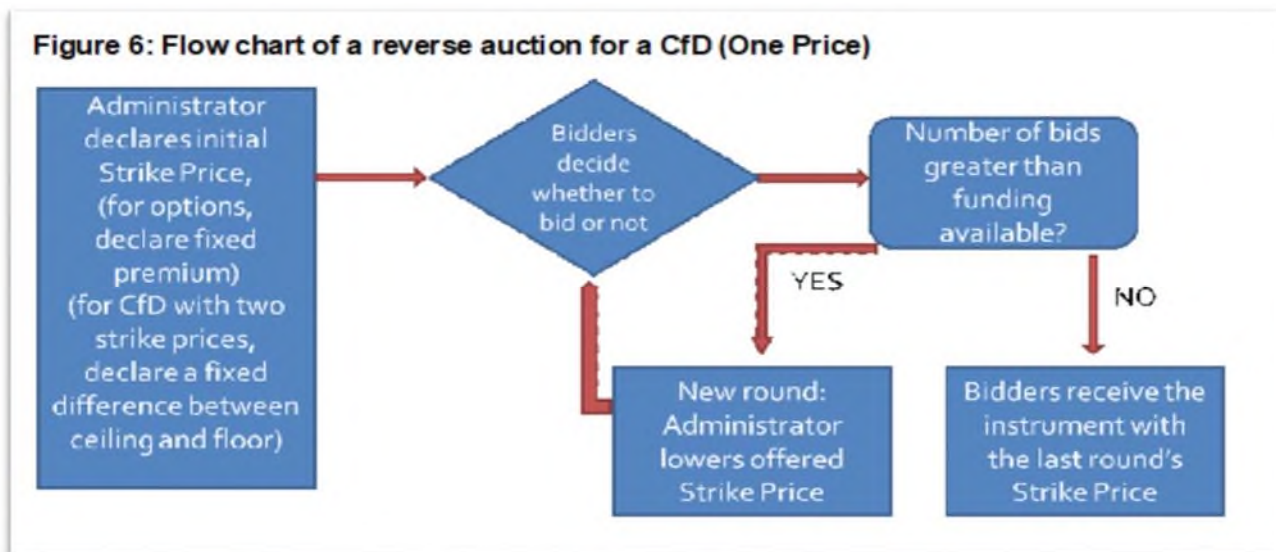 Figure 6: Flow chart of a reverse auction for a CfD (One Price)
Administrator
declares initial
Strike Price,
(for options,
declare fixed
premium)
(for CfD with two
strike prices,
declare a fixed
difference between
ceiling and floor)
Bidders
decide
whether to
bid or not
Number of bids
greater than
funding
available?
YES
NO
New round:
Administrator
lowers offered
Strike Price
Bidders receive the
instrument with
the last round's
Strike Price